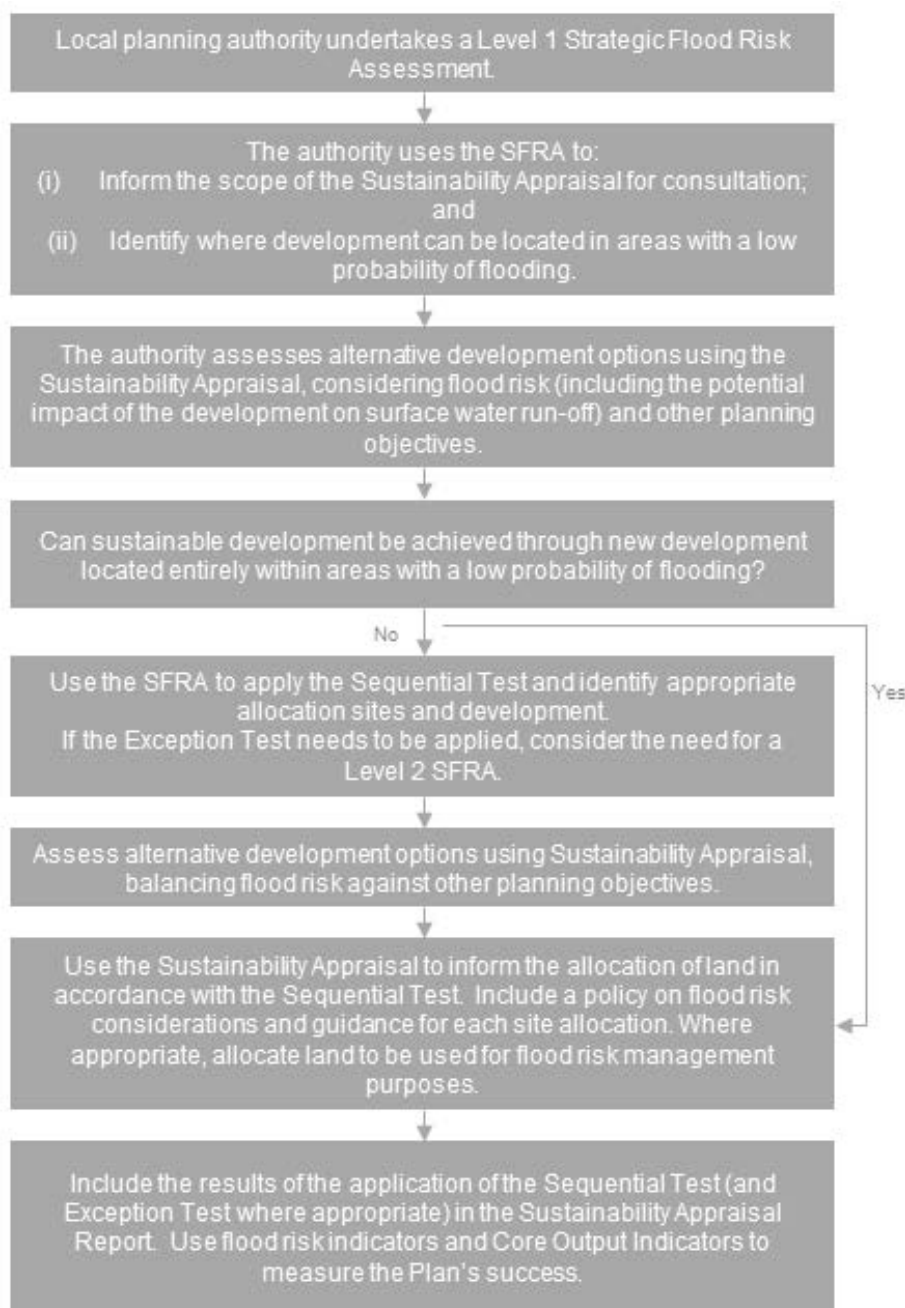 Local planning authority undertakes a Level 1 Strategic Flood Risk
Assessment.
The authority uses the SFRA to:
(i) Inform the scope of the Sustainability Appraisal for consultation;
and
(ii) Identify where development can be located in areas with a low
probability of flooding.
The authority assesses alternative development options using the
Sustainability Appraisal, considering flood risk (including the potential
impact of the development on surface water run-off) and other planning
objectives.
Can sustainable development be achieved through new development
located entirely within areas with a low probability of flooding?
No
Yes
Use the SFRA to apply the Sequential Test and identify appropriate
allocation sites and development.
If the Exception Test needs to be applied, consider the need for a
Level 2 SFRA.
Assess alternative development options using Sustainability Appraisal,
balancing flood risk against other planning objectives.
Use the Sustainability Appraisal to inform the allocation of land in
accordance with the Sequential Test. Include a policy on flood risk
considerations and guidance for each site allocation. Where
appropriate, allocate land to be used for flood risk management
purposes.
Include the results of the application of the Sequential Test (and
Exception Test where appropriate) in the Sustainability Appraisal
Report. Use flood risk indicators and Core Output Indicators to
measure the Plan's success.